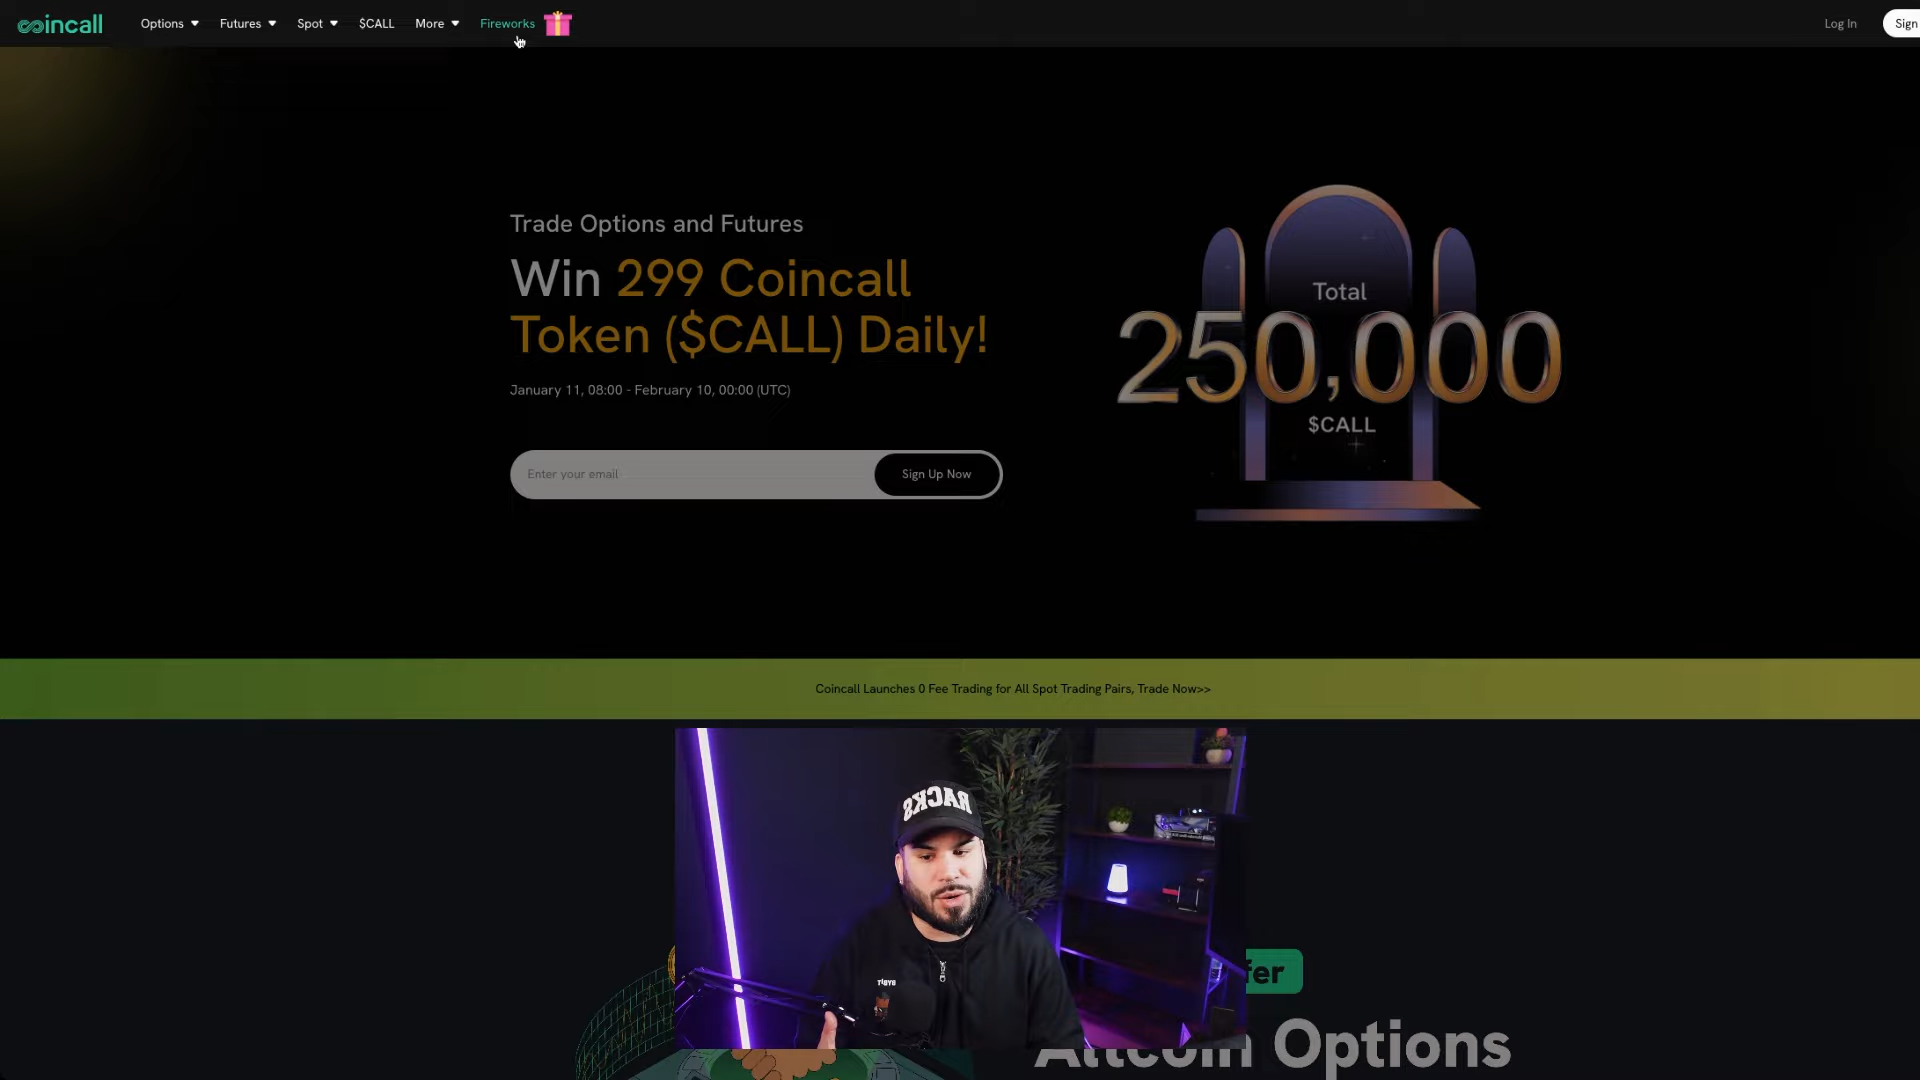 coincall
Options Futures Spot $CALL More Fireworks
Log In
Sign
Trade Options and Futures
Win 299 Coincall
Token ($CALL) Daily!
January 11, 08:00 - February 10, 00:00 (UTC)
Enter your email
Sign Up Now
Total
250,000
$CALL
Coincall Launches 0 Fee Trading for All Spot Trading Pairs, Trade Now>>
RACKS
fer
Altcoin Options